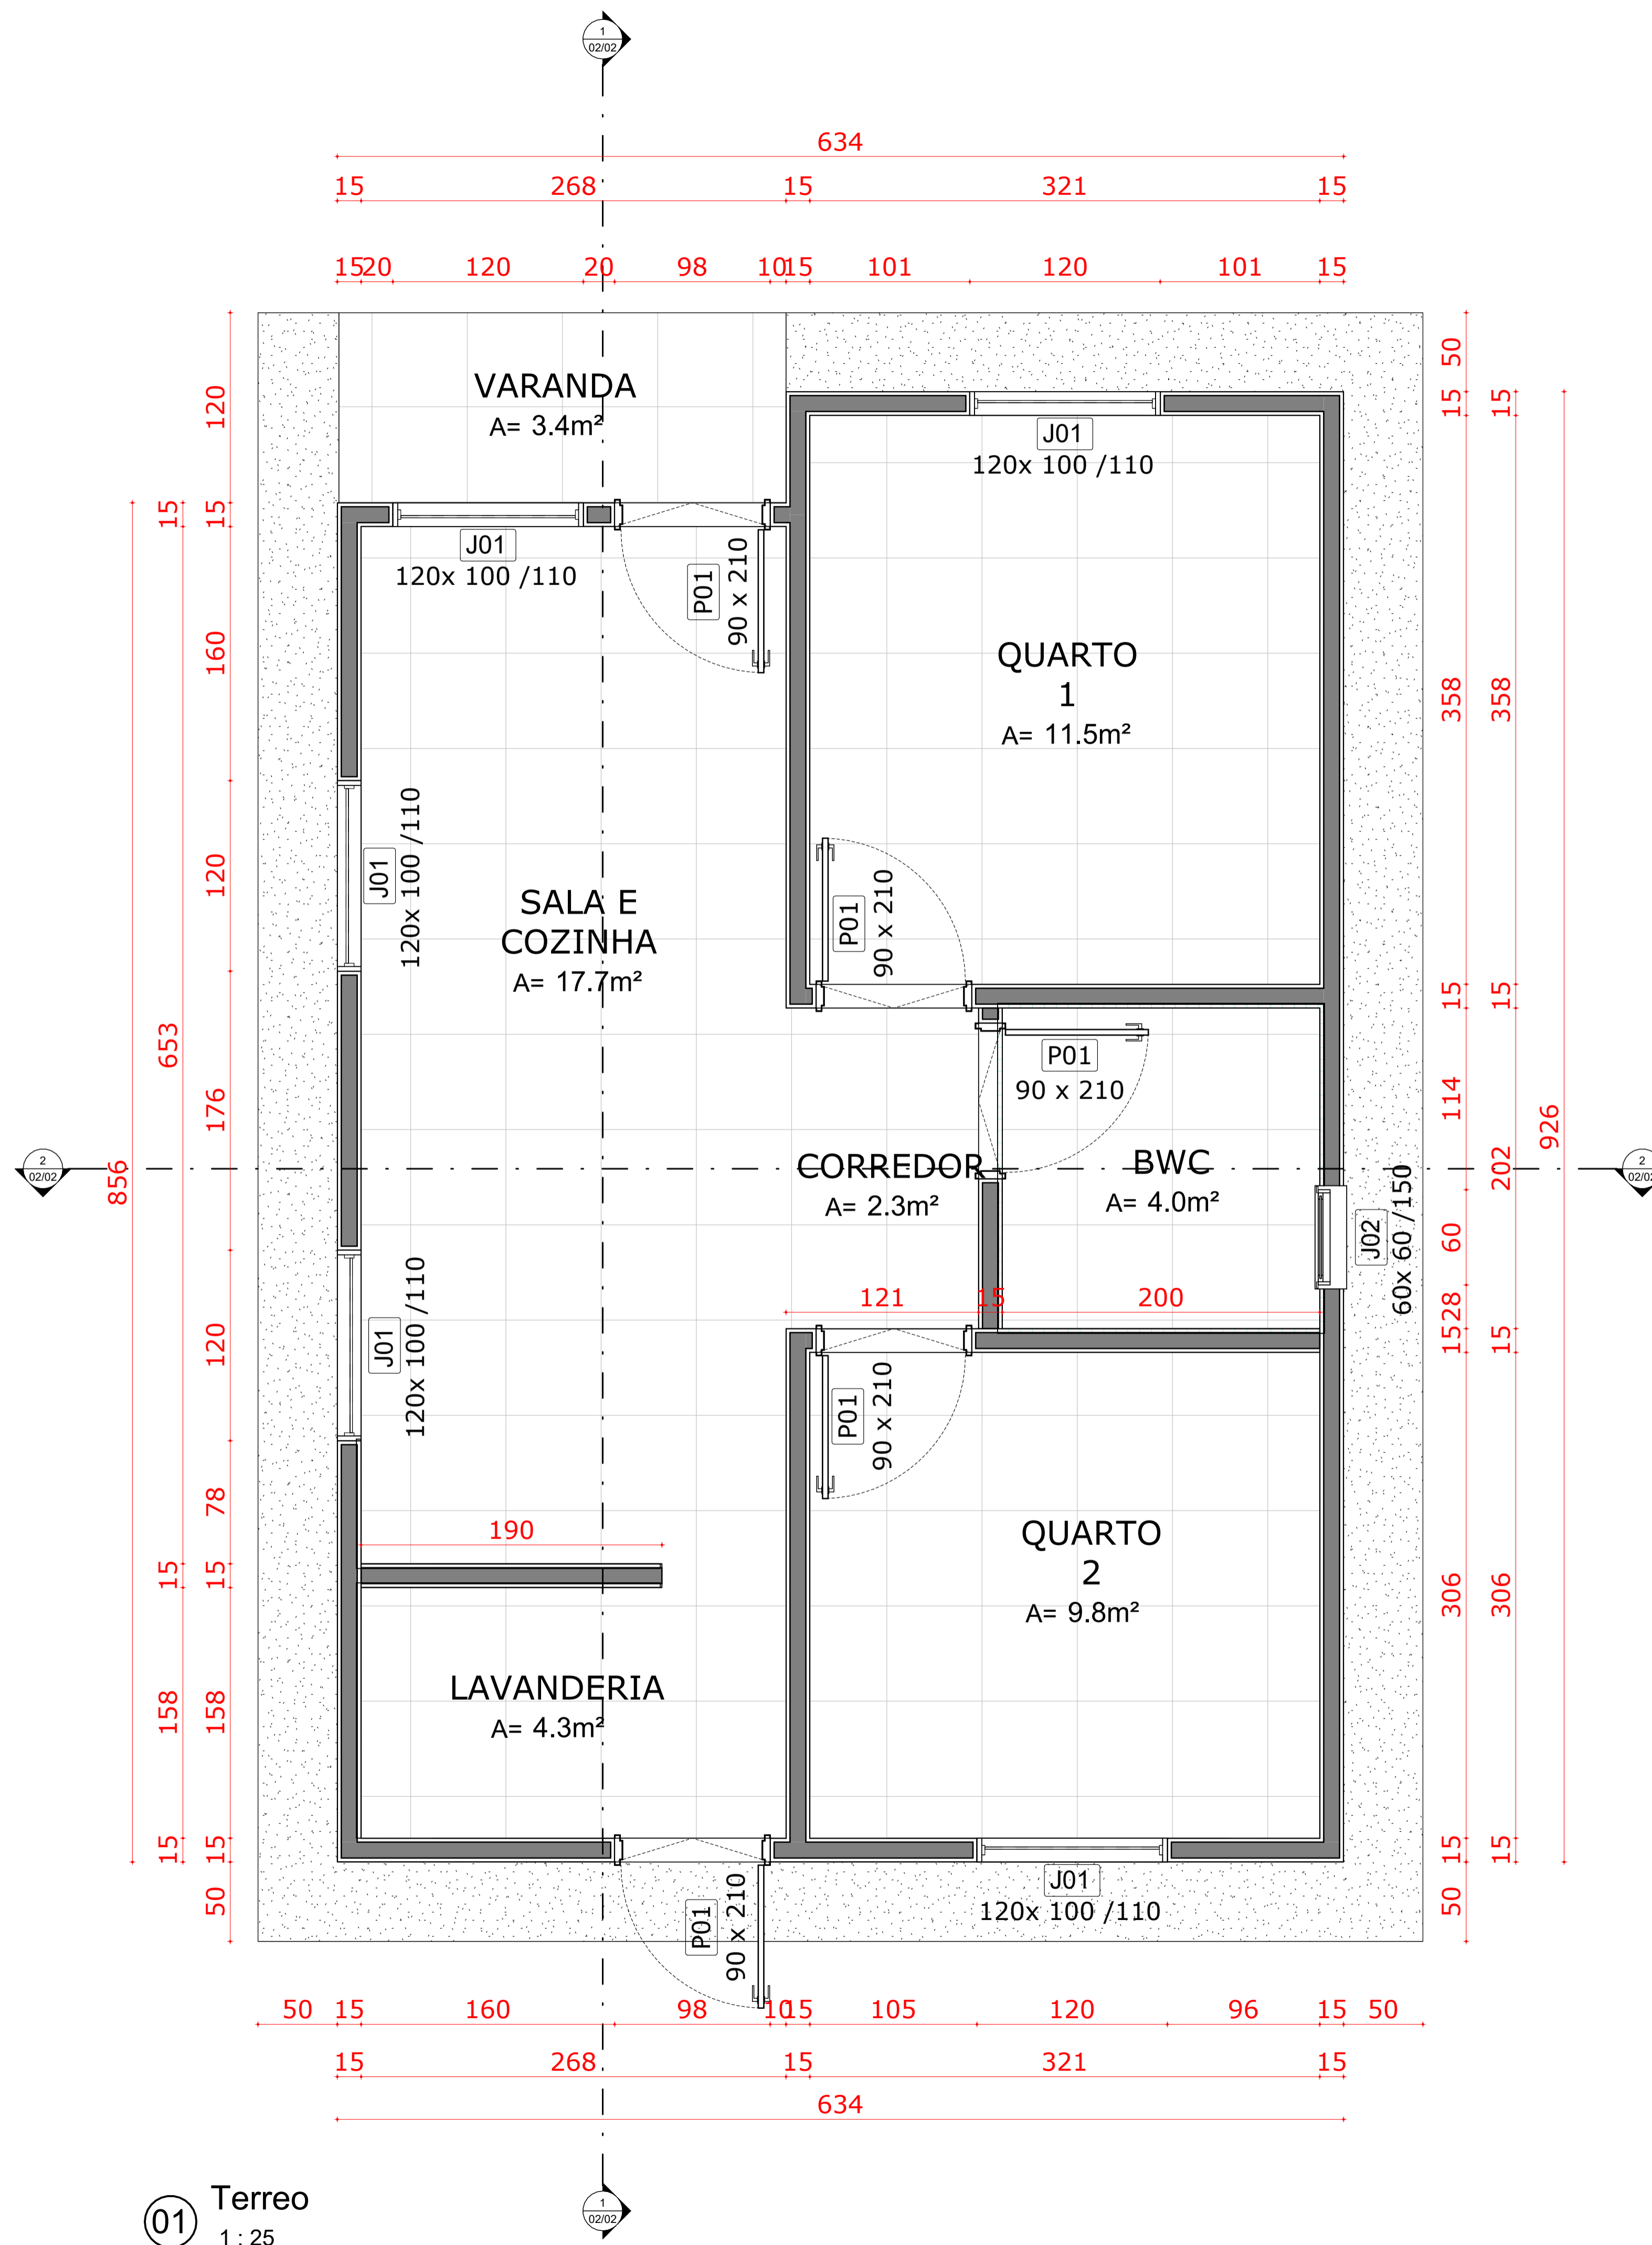 1
02/02
634
15 268 15 321 15
15 20 120 20 98 10 15 101 120 101 15
VARANDA
A= 3.4m²
J01
120x 100 /110
J01
120x 100 /110
P01
90 x 210
QUARTO
1
A= 11.5m²
J01
120x 100 /110
SALA E
COZINHA
A= 17.7m²
P01
90 x 210
P01
90 x 210
CORREDOR
A= 2.3m²
BWC
A= 4.0m²
J02
60x 60 /150
121 15 200
J01
120x 100 /110
P01
90 x 210
190
QUARTO
2
A= 9.8m²
LAVANDERIA
A= 4.3m²
P01
90 x 210
J01
120x 100 /110
120
15
160
120
176
120
78
15
158
15
50
15
653
15
158
15
856
50
15
358
15
114
60
28
15
306
15
50
15
358
15
202
15
306
15
926
2
02/02
2
02/02
50 15 160 98 10 15 105 120 96 15 50
15 268 15 321 15
634
01
Terreo
1 : 25
1
02/02